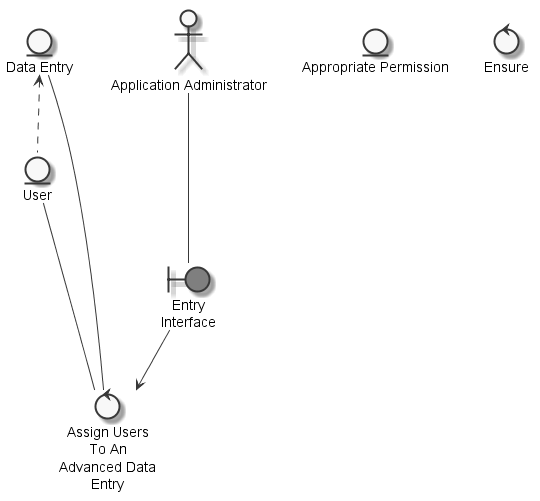 Data Entry
Application Administrator
Appropriate Permission
Ensure
User
Entry
Interface
Assign Users
To An
Advanced Data
Entry